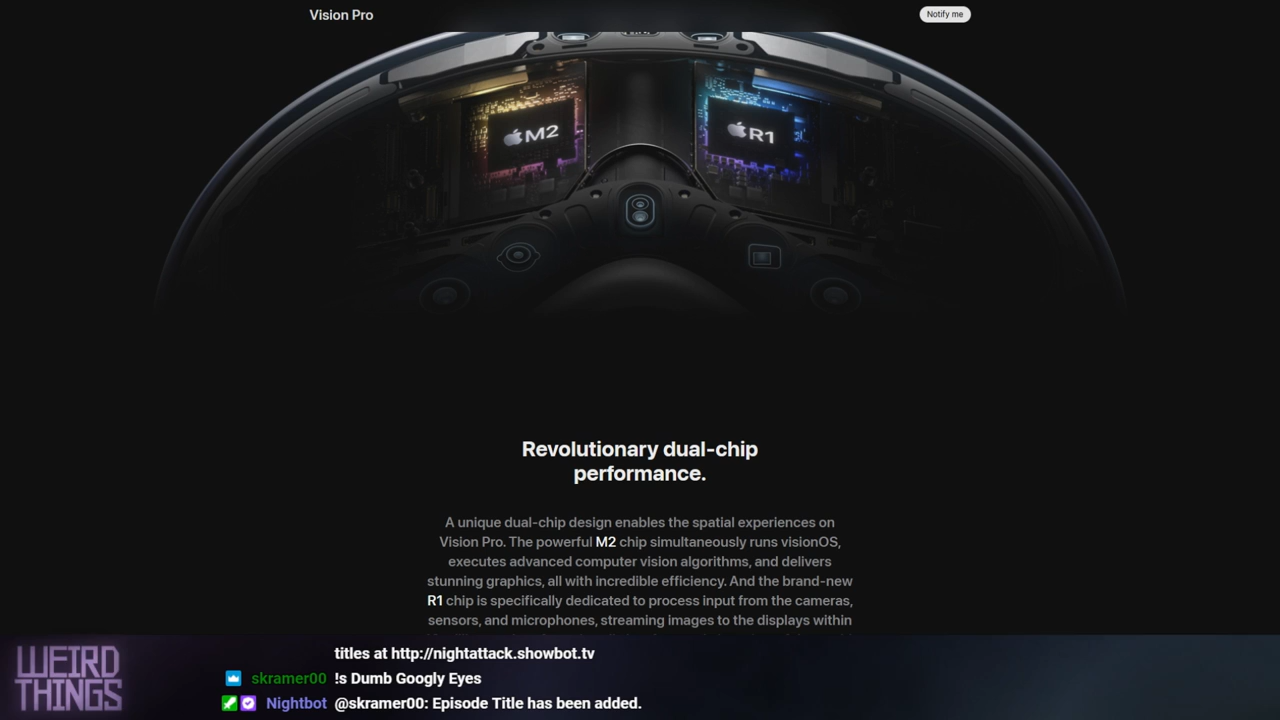 Vision Pro
Notify me
M2
R1
Revolutionary dual-chip
performance.
A unique dual-chip design enables the spatial experiences on
Vision Pro. The powerful M2 chip simultaneously runs visionOS,
executes advanced computer vision algorithms, and delivers
stunning graphics, all with incredible efficiency. And the brand-new
R1 chip is specifically dedicated to process input from the cameras,
sensors, and microphones, streaming images to the displays within
WEIRD
THINGS
titles at http://nightattack.showbot.tv
skramer00 !s Dumb Googly Eyes
Nightbot @skramer00: Episode Title has been added.